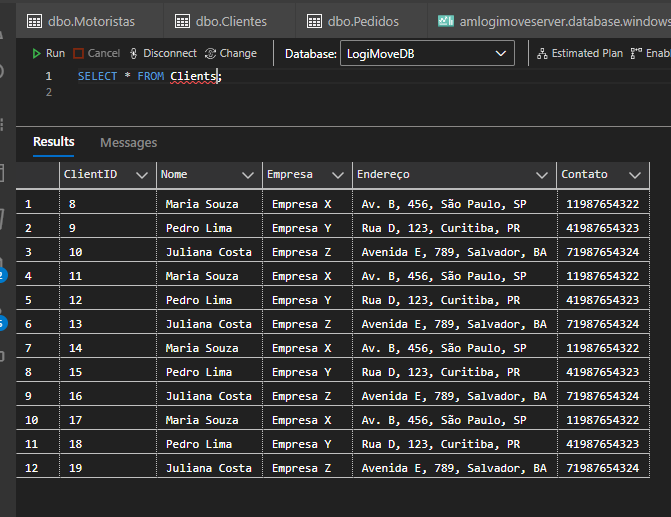 dbo.Motoristas dbo.Clientes dbo.Pedidos amlogimoveserver.database.windows
Run Cancel Disconnect Change Database: LogiMoveDB Estimated Plan Enabl
1 SELECT * FROM Clients;
2
Results Messages
ClientID Nome Empresa Endereço Contato
1 8 Maria Souza Empresa X Av. B, 456, São Paulo, SP 11987654322
2 9 Pedro Lima Empresa Y Rua D, 123, Curitiba, PR 41987654323
3 10 Juliana Costa Empresa Z Avenida E, 789, Salvador, BA 71987654324
4 11 Maria Souza Empresa X Av. B, 456, São Paulo, SP 11987654322
5 12 Pedro Lima Empresa Y Rua D, 123, Curitiba, PR 41987654323
6 13 Juliana Costa Empresa Z Avenida E, 789, Salvador, BA 71987654324
7 14 Maria Souza Empresa X Av. B, 456, São Paulo, SP 11987654322
8 15 Pedro Lima Empresa Y Rua D, 123, Curitiba, PR 41987654323
9 16 Juliana Costa Empresa Z Avenida E, 789, Salvador, BA 71987654324
10 17 Maria Souza Empresa X Av. B, 456, São Paulo, SP 11987654322
11 18 Pedro Lima Empresa Y Rua D, 123, Curitiba, PR 41987654323
12 19 Juliana Costa Empresa Z Avenida E, 789, Salvador, BA 71987654324